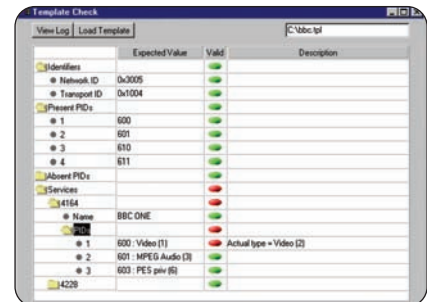 Template Check
View Log Load Template C:\bbc.tpl
Expected Value Valid Description
Identifiers
Network ID 0x3005
Transport ID 0x1004
Present PIDs
1 600
2 601
3 610
4 611
Absent PIDs
Services
4164
Name BBC ONE
PIDs
1 600 : Video (1) Actual type = Video (2)
2 601 : MPEG Audio (3)
3 603 : PES priv (6)
4228